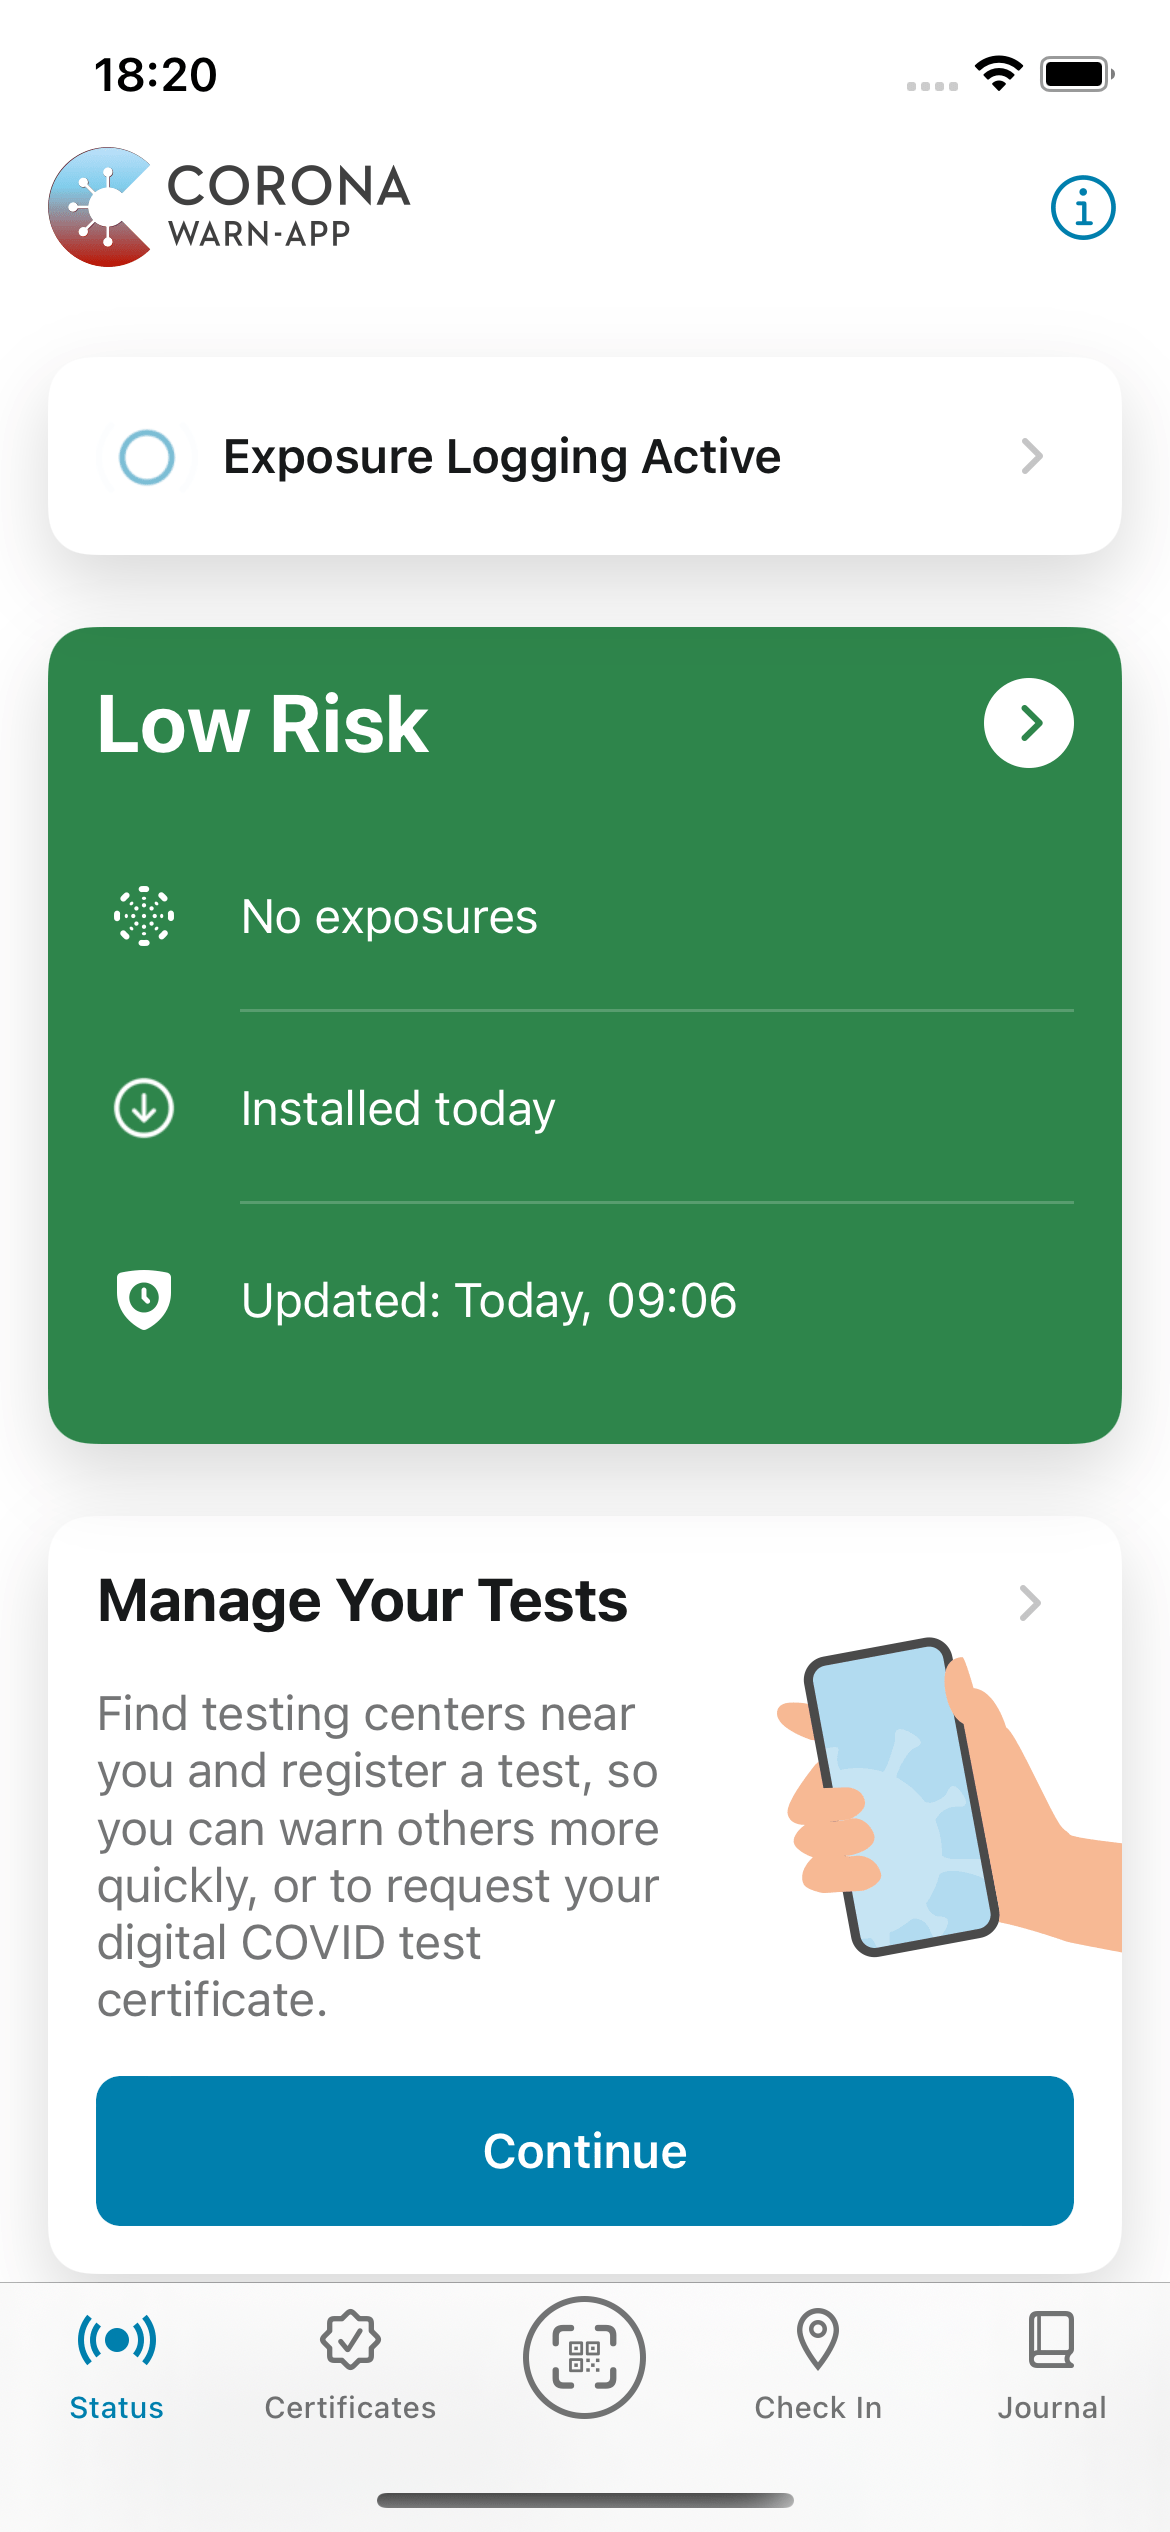 18:20
CORONA
WARN-APP
Exposure Logging Active
Low Risk
No exposures
Installed today
Updated: Today, 09:06
Manage Your Tests
Find testing centers near
you and register a test, so
you can warn others more
quickly, or to request your
digital COVID test
certificate.
Continue
Status
Certificates
Check In
Journal